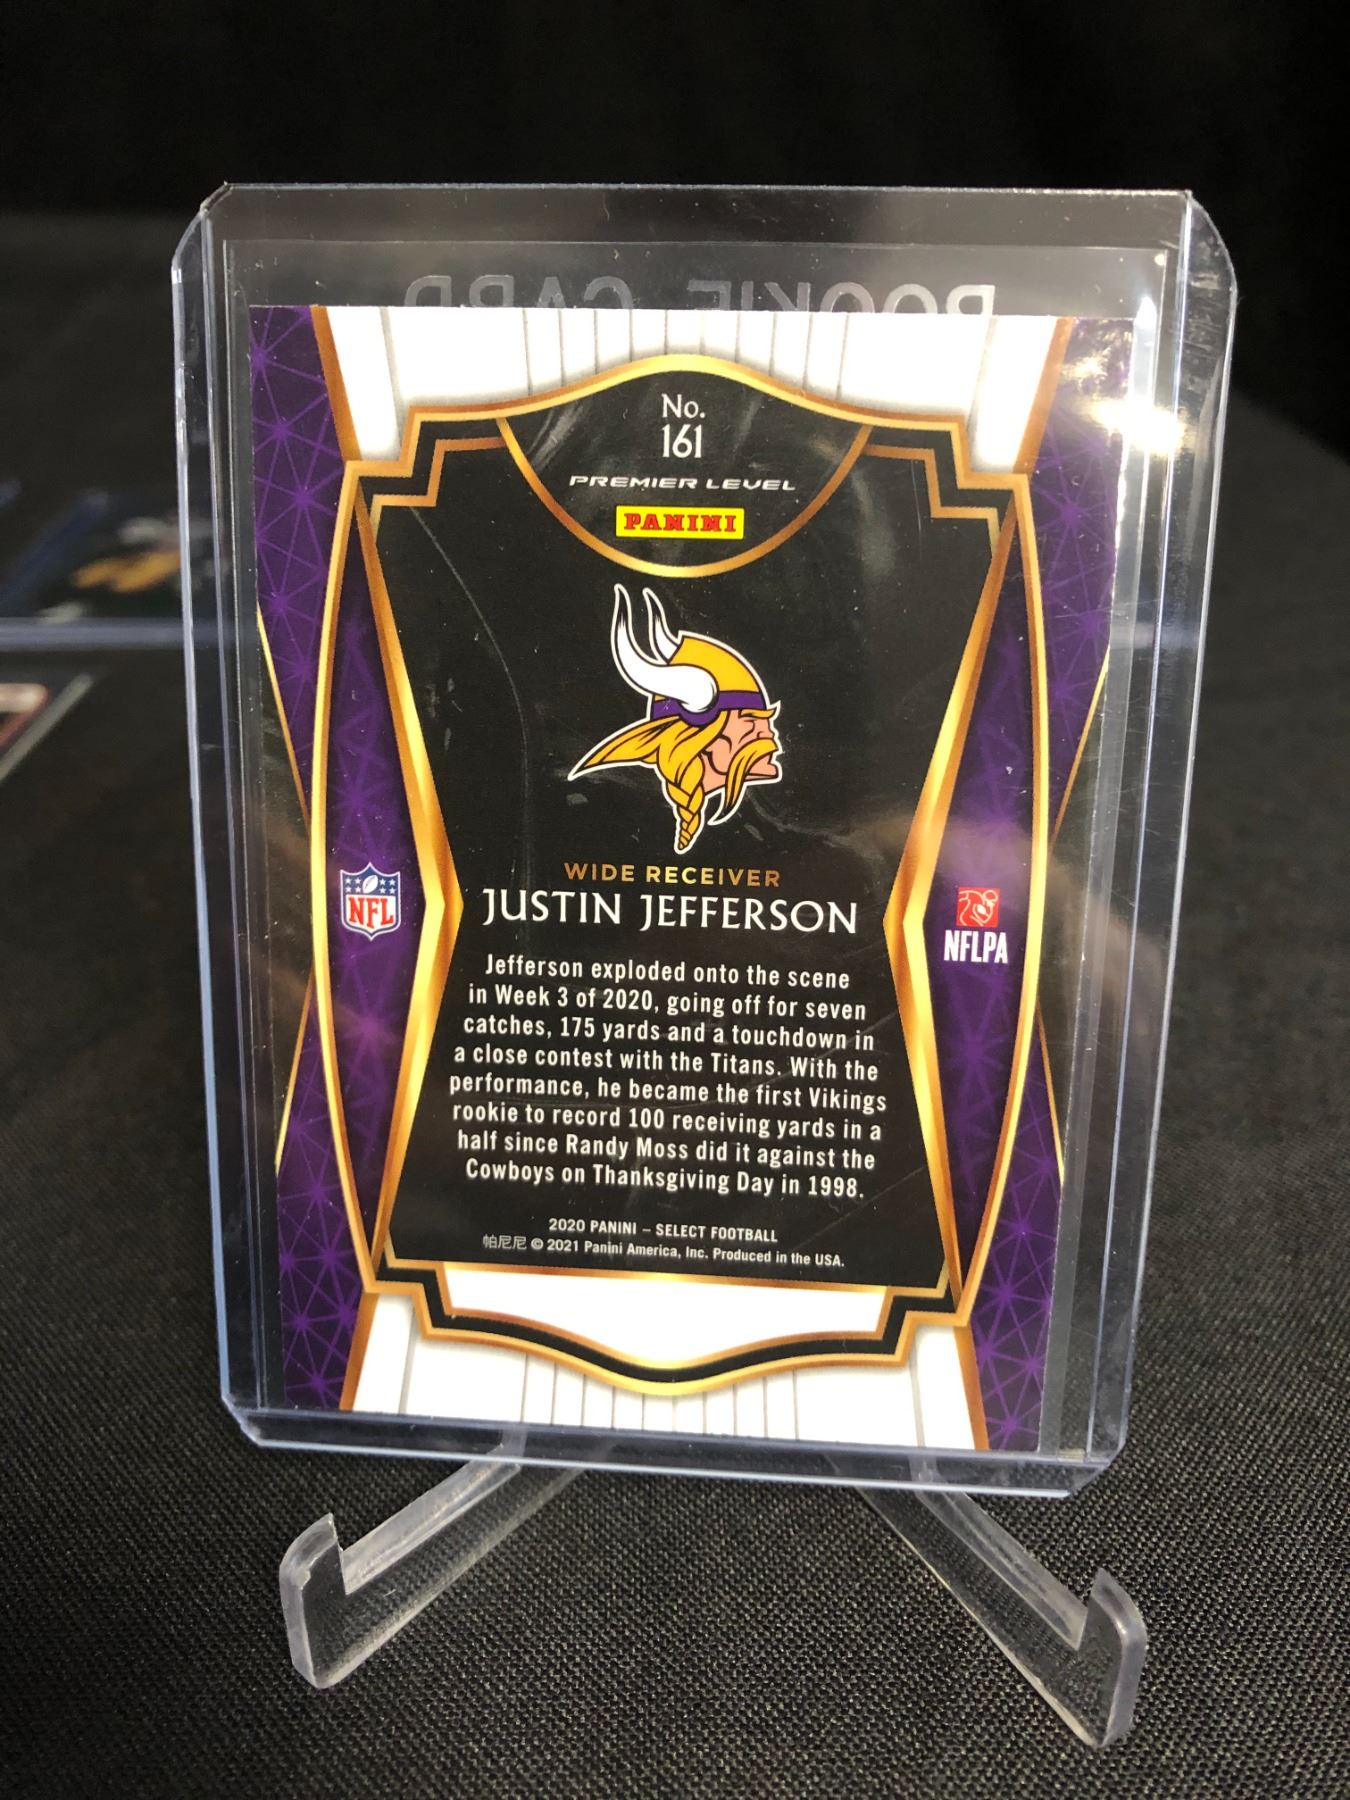 ROOKIE CARD
No.
161
PREMIER LEVEL
PANINI
WIDE RECEIVER
JUSTIN JEFFERSON
NFL
NFLPA
Jefferson exploded onto the scene
in Week 3 of 2020, going off for seven
catches, 175 yards and a touchdown in
a close contest with the Titans. With the
performance, he became the first Vikings
rookie to record 100 receiving yards in a
half since Randy Moss did it against the
Cowboys on Thanksgiving Day in 1998.
2020 PANINI – SELECT FOOTBALL
帕尼尼 © 2021 Panini America, Inc. Produced in the USA.